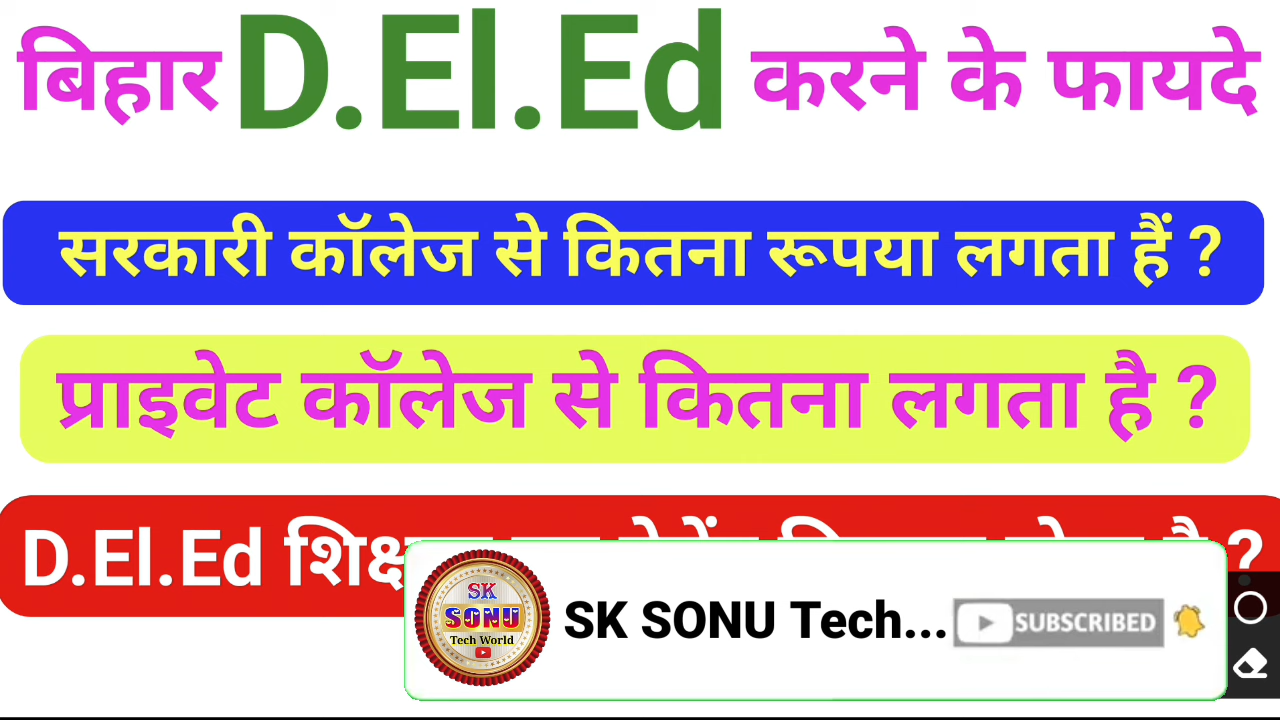 बिहार D.El.Ed करने के फायदे
सरकारी कॉलेज से कितना रूपया लगता हैं ?
प्राइवेट कॉलेज से कितना लगता है ?
D.El.Ed ?
SK
SONU
Tech World
SK SONU Tech...
SUBSCRIBED